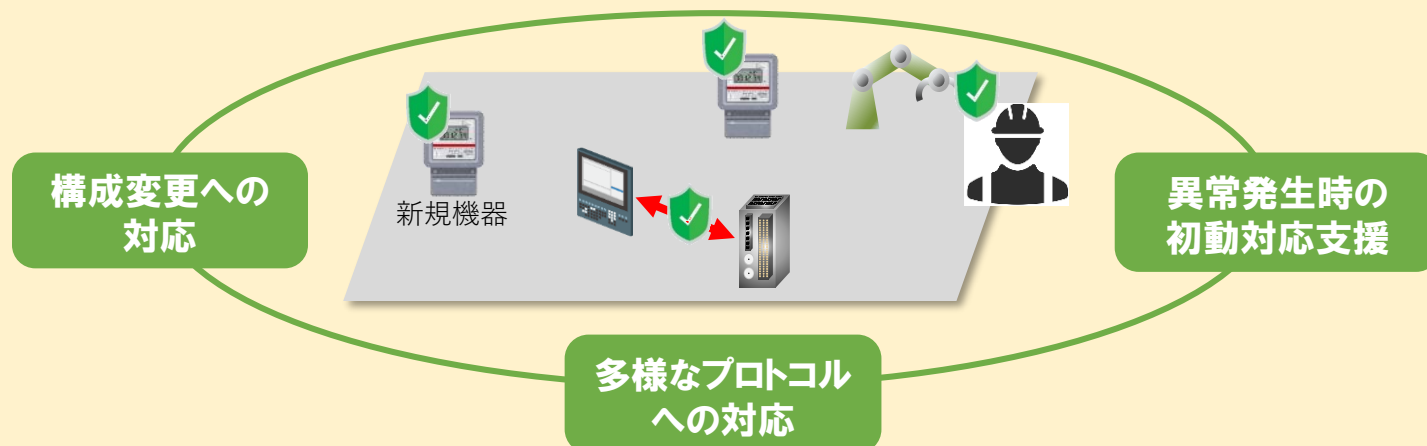 構成変更への
対応
新規機器
異常発生時の
初動対応支援
多様なプロトコル
への対応